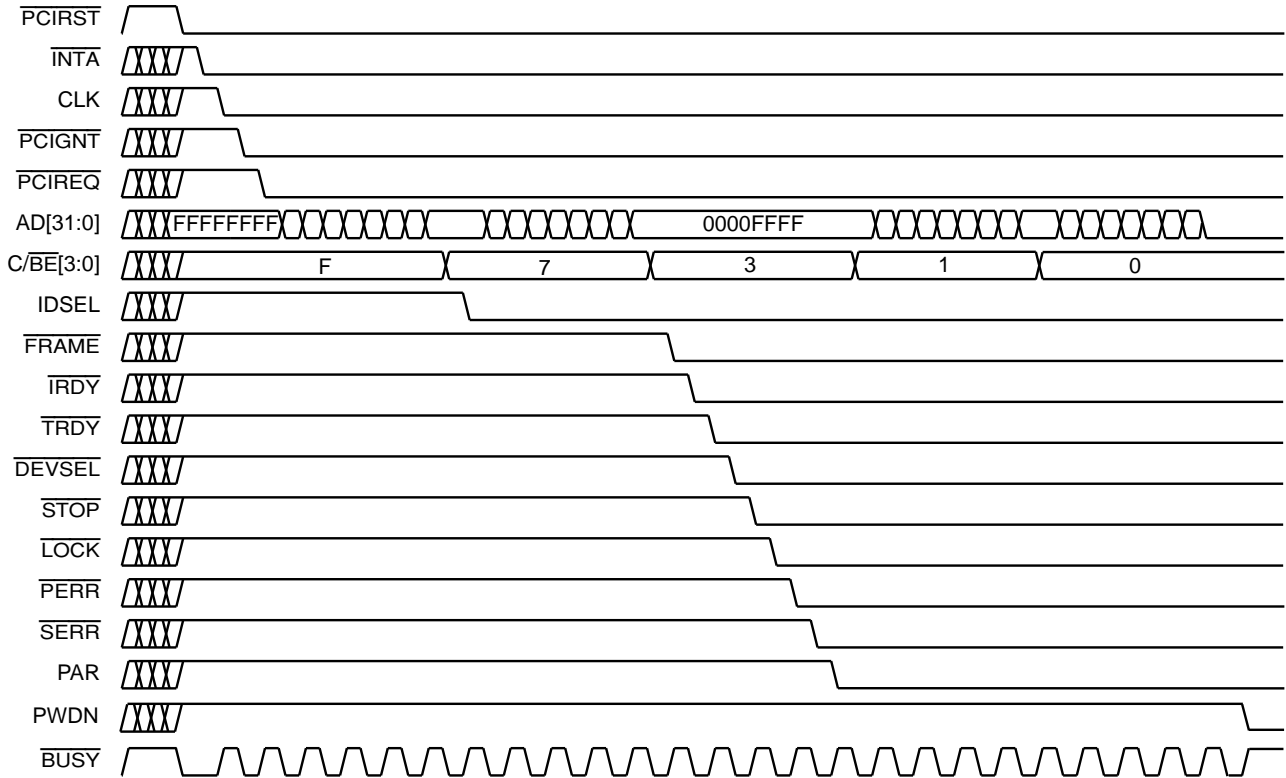 PCIRST
INTA
CLK
PCIGNT
PCIREQ
AD[31:0] FFFFFFFF 0000FFFF
C/BE[3:0] F 7 3 1 0
IDSEL
FRAME
IRDY
TRDY
DEVSEL
STOP
LOCK
PERR
SERR
PAR
PWDN
BUSY